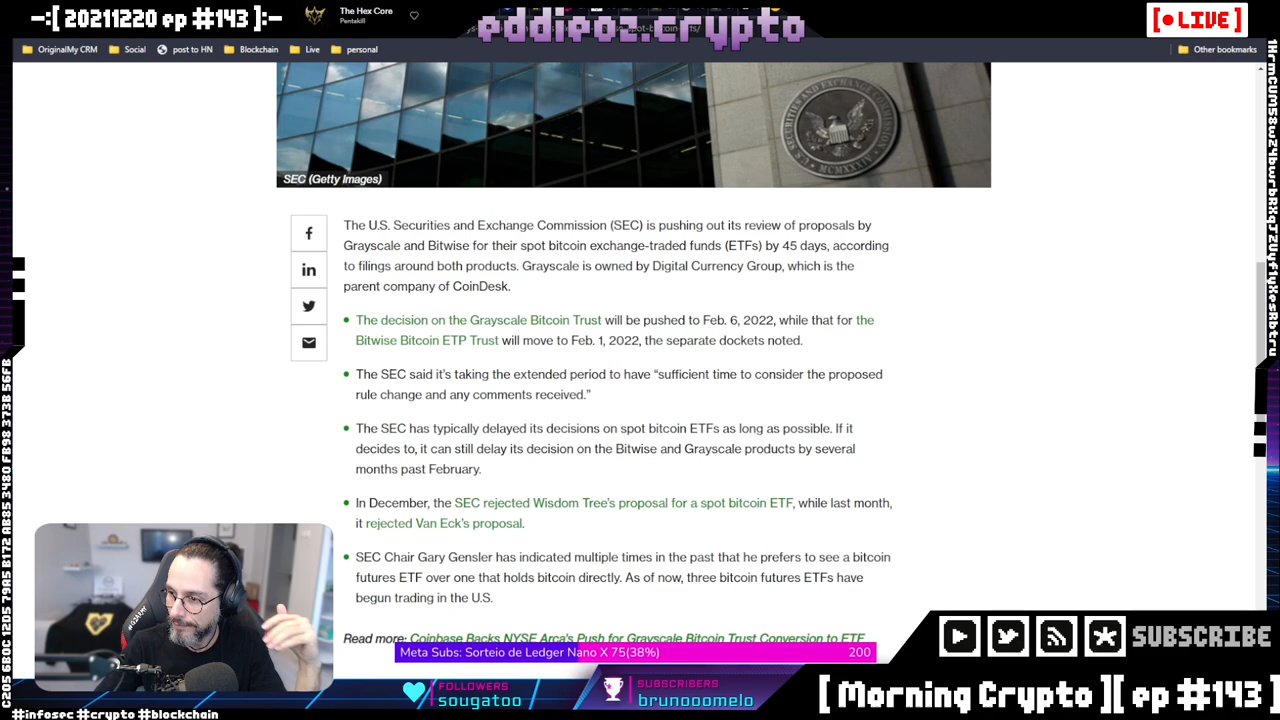 -:[ 20211220 ep #143 ]:-
The Hex Core
Pentakill
eddieoz.crypto
[ • LIVE ]
OriginalMy CRM
Social
post to HN
Blockchain
Live
personal
Other bookmarks
SEC (Getty Images)
The U.S. Securities and Exchange Commission (SEC) is pushing out its review of proposals by
Grayscale and Bitwise for their spot bitcoin exchange-traded funds (ETFs) by 45 days, according
to filings around both products. Grayscale is owned by Digital Currency Group, which is the
parent company of CoinDesk.
• The decision on the Grayscale Bitcoin Trust will be pushed to Feb. 6, 2022, while that for the
Bitwise Bitcoin ETP Trust will move to Feb. 1, 2022, the separate dockets noted.
• The SEC said it’s taking the extended period to have “sufficient time to consider the proposed
rule change and any comments received.”
• The SEC has typically delayed its decisions on spot bitcoin ETFs as long as possible. If it
decides to, it can still delay its decision on the Bitwise and Grayscale products by several
months past February.
• In December, the SEC rejected Wisdom Tree’s proposal for a spot bitcoin ETF, while last month,
it rejected Van Eck’s proposal.
• SEC Chair Gary Gensler has indicated multiple times in the past that he prefers to see a bitcoin
futures ETF over one that holds bitcoin directly. As of now, three bitcoin futures ETFs have
begun trading in the U.S.
Read more: Coinbase Backs NYSE Arca’s Push for Grayscale Bitcoin Trust Conversion to ETF
Meta Subs: Sorteio de Ledger Nano X 75(38%)
200
SUBSCRIBE
FOLLOWERS
sougatoo
SUBSCRIBERS
brunooomelo
[ Morning Crypto ][ ep #143 ]
#infosec #crypto #blockchain